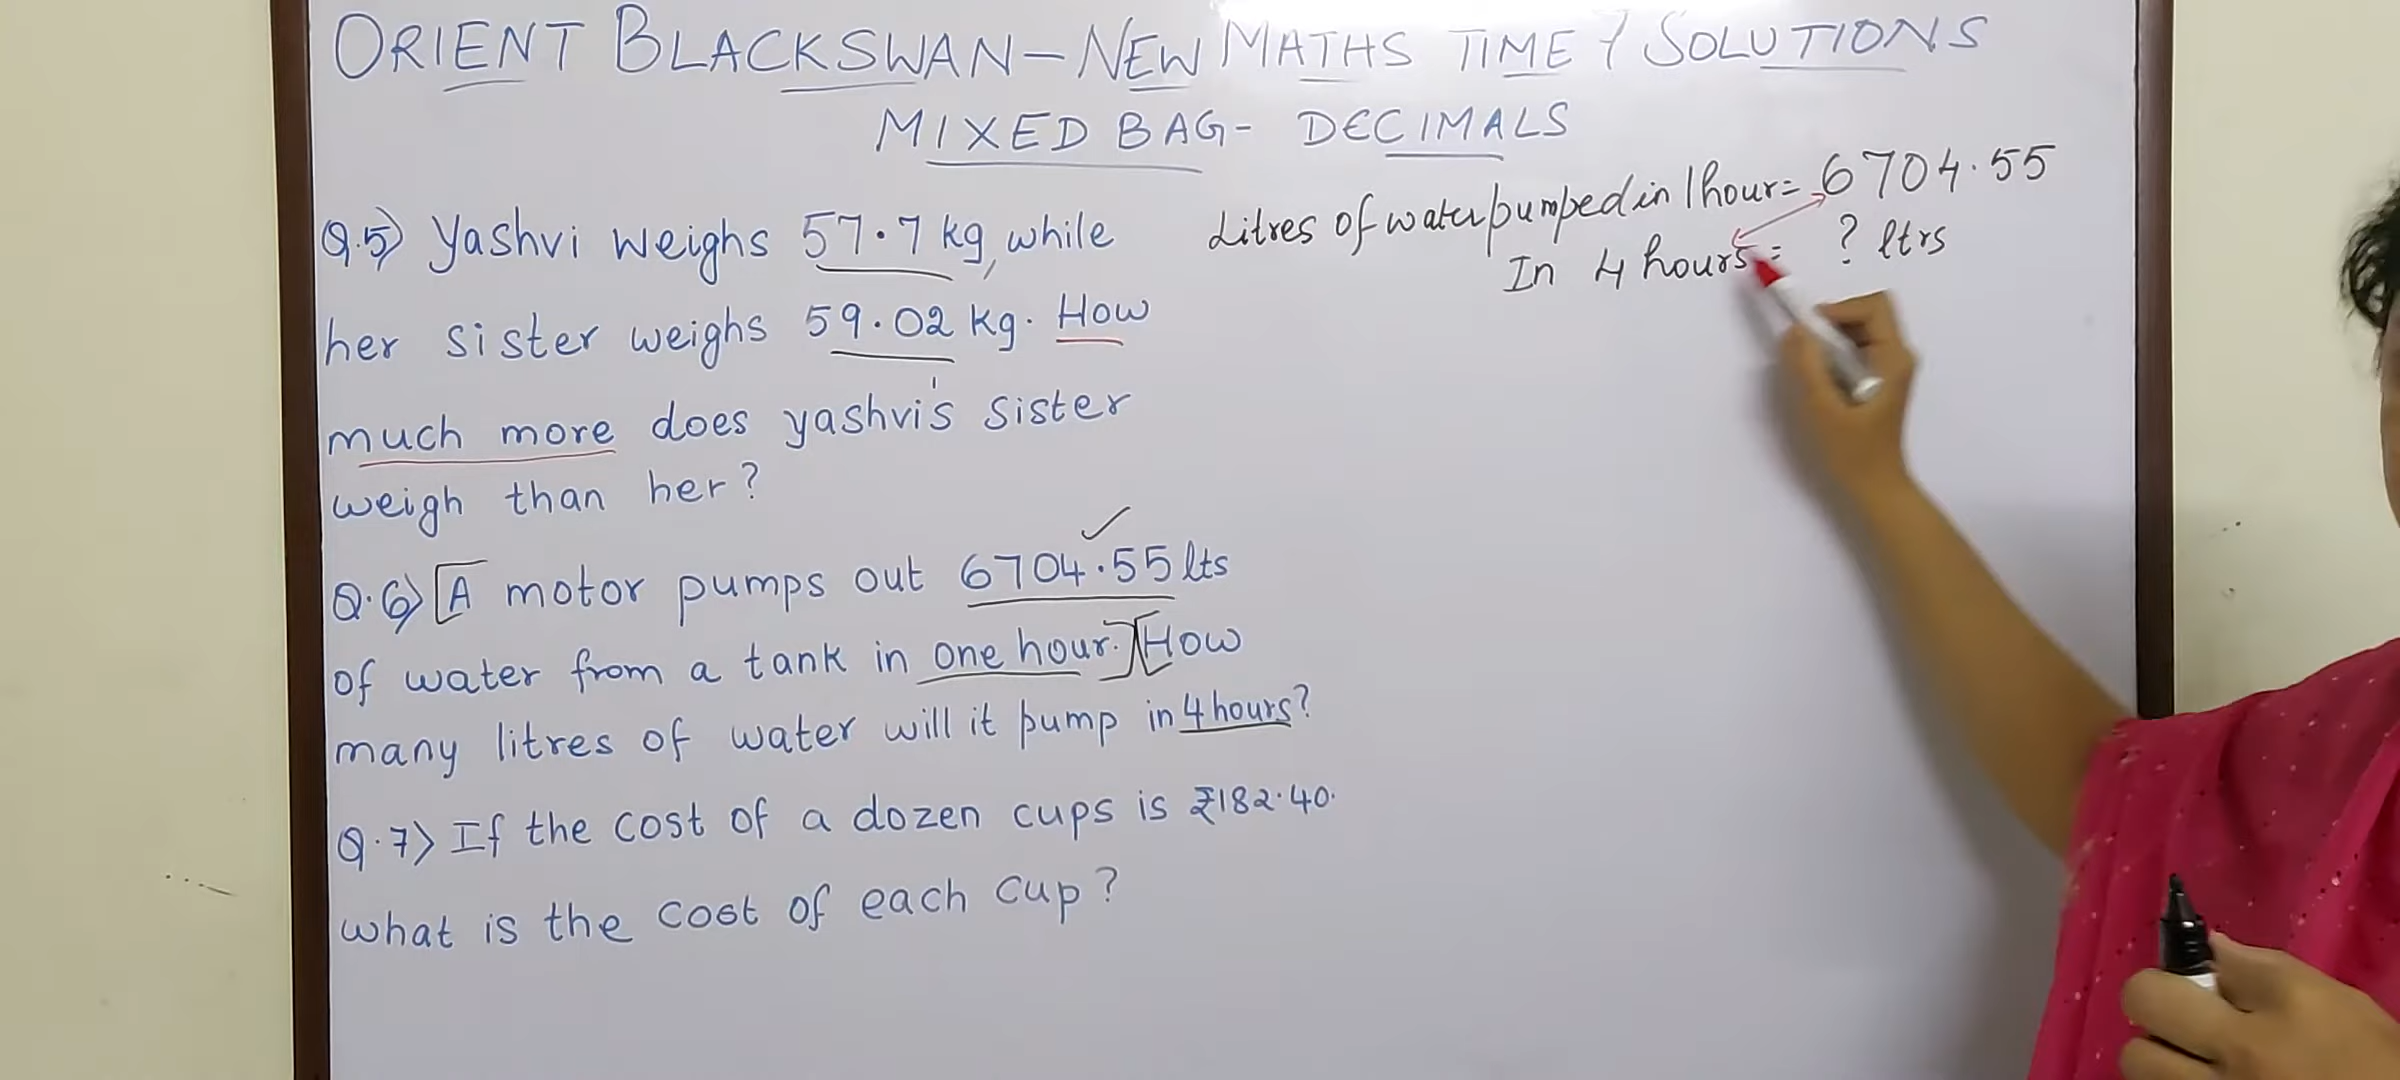 ORIENT BLACKSWAN - NEW MATHS TIME 7 SOLUTIONS
MIXED BAG - DECIMALS
Q.5) Yashvi weighs 57.7 kg, while
her sister weighs 59.02 kg. How
much more does yashvi's sister
weigh than her?
Q.6) [A motor pumps out 6704.55 lts
of water from a tank in one hour.] [How
many litres of water will it pump in 4 hours?
Q.7) If the cost of a dozen cups is ₹182.40.
what is the cost of each cup?
Litres of water pumped in 1 hour = 6704.55
In 4 hours = ? ltrs